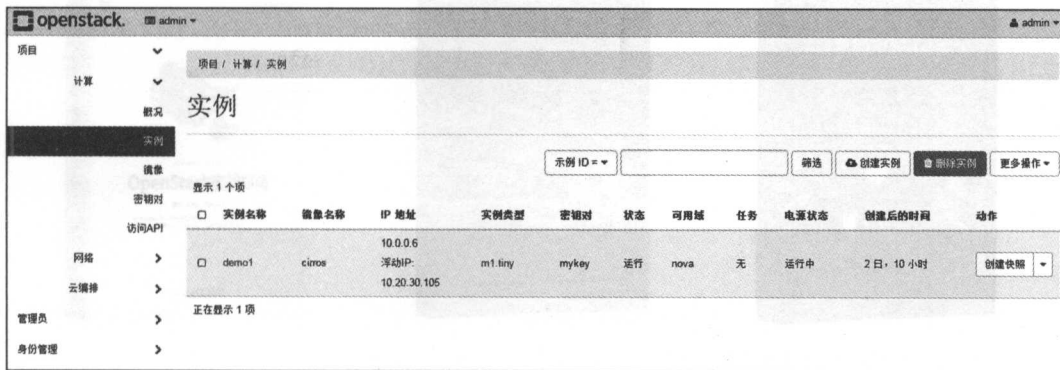 openstack. admin admin
项目
项目 / 计算 / 实例
计算
概况
实例
实例
示例 ID = 筛选 创建实例 删除实例 更多操作
镜像
显示 1 个项
密钥对
实例名称 镜像名称 IP 地址 实例类型 密钥对 状态 可用域 任务 电源状态 创建后的时间 动作
访问API
10.0.0.6
网络
demo1 cirros 浮动IP: m1.tiny mykey 运行 nova 无 运行中 2 日，10 小时 创建快照
10.20.30.105
云编排
正在显示 1 项
管理员
身份管理